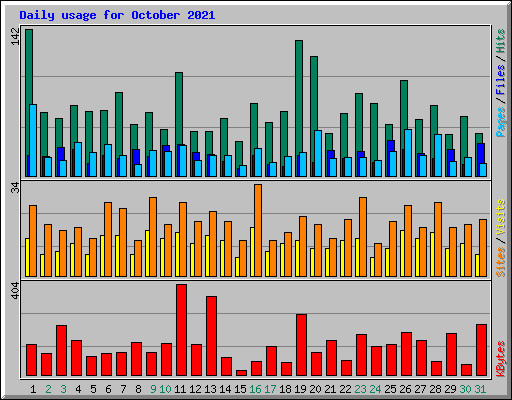 Daily usage for October 2021
142
Pages / Files / Hits
34
Sites / Visits
404
KBytes
1 2 3 4 5 6 7 8 9 10 11 12 13 14 15 16 17 18 19 20 21 22 23 24 25 26 27 28 29 30 31